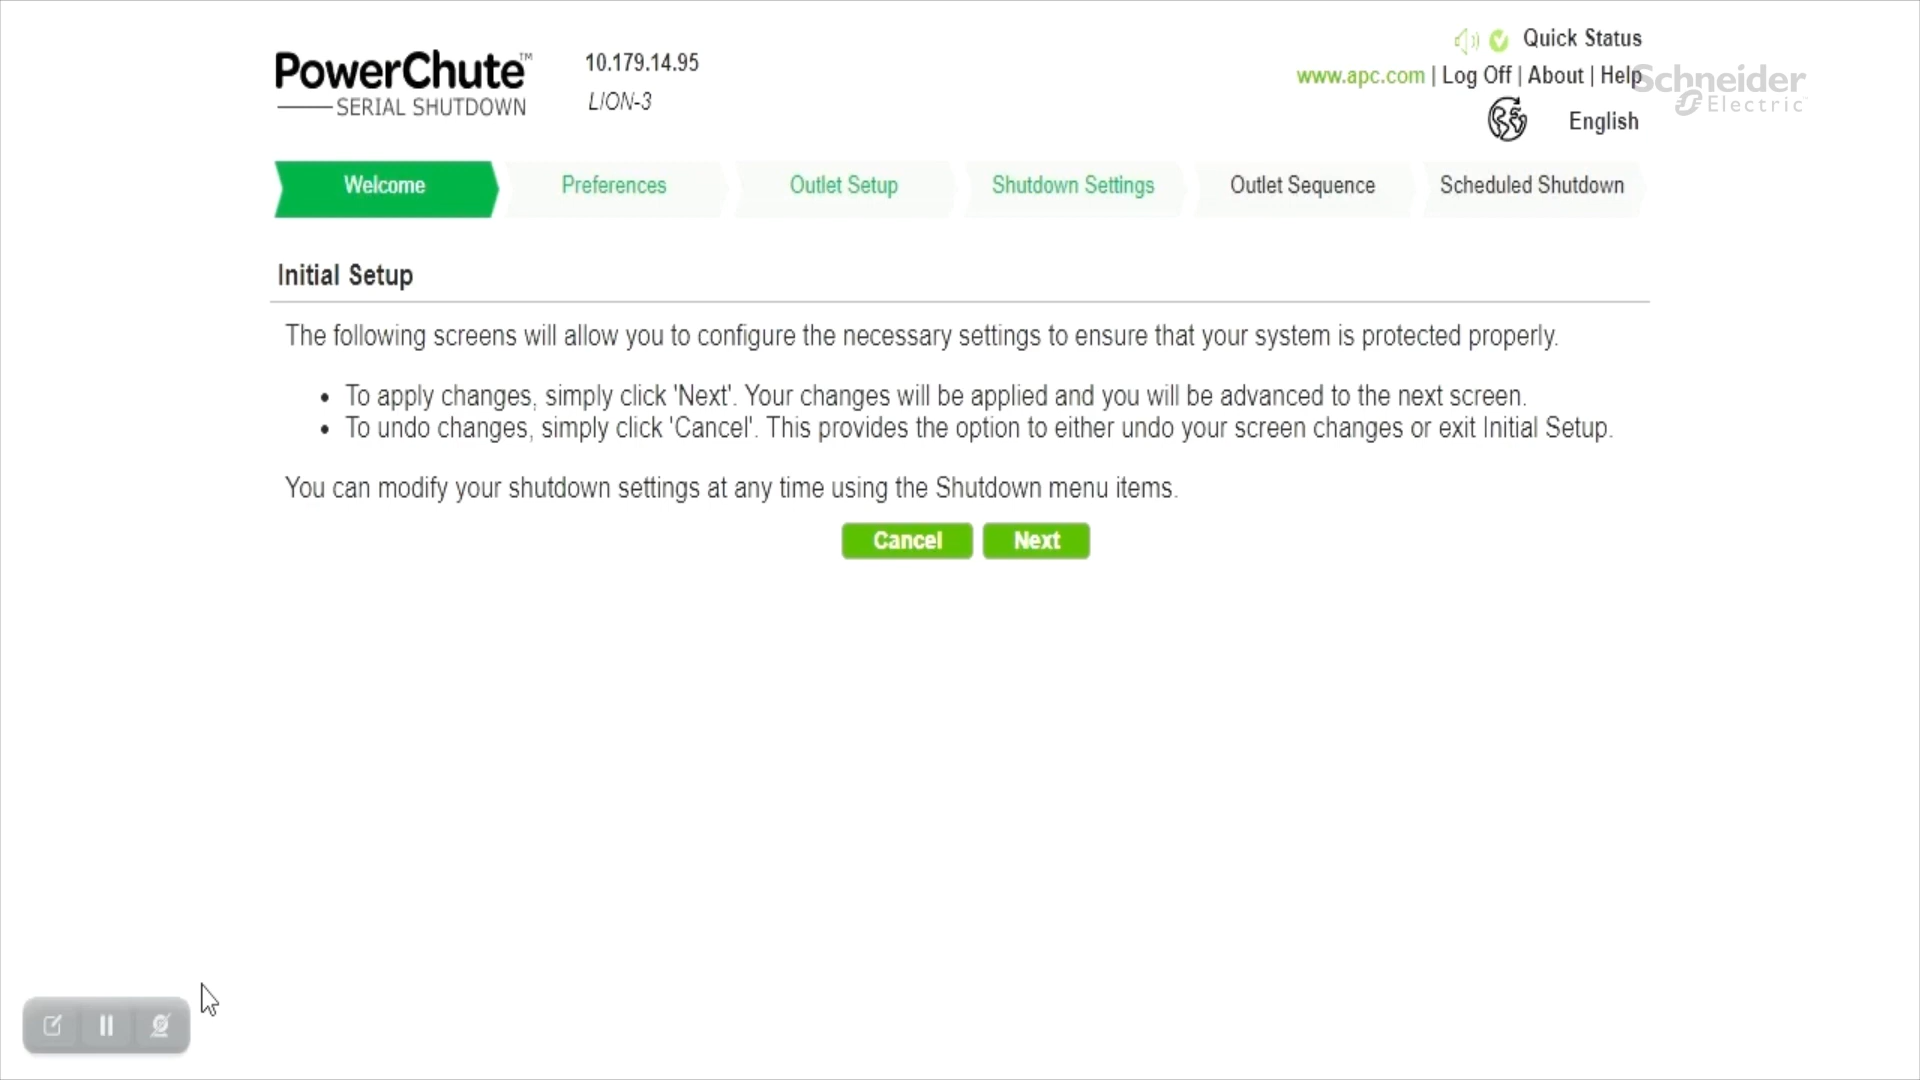 PowerChute™
SERIAL SHUTDOWN
10.179.14.95
LION-3
Quick Status
www.apc.com | Log Off | About | Help
Schneider
Electric
English
Welcome
Preferences
Outlet Setup
Shutdown Settings
Outlet Sequence
Scheduled Shutdown
Initial Setup
The following screens will allow you to configure the necessary settings to ensure that your system is protected properly.
• To apply changes, simply click 'Next'. Your changes will be applied and you will be advanced to the next screen.
• To undo changes, simply click 'Cancel'. This provides the option to either undo your screen changes or exit Initial Setup.
You can modify your shutdown settings at any time using the Shutdown menu items.
Cancel
Next